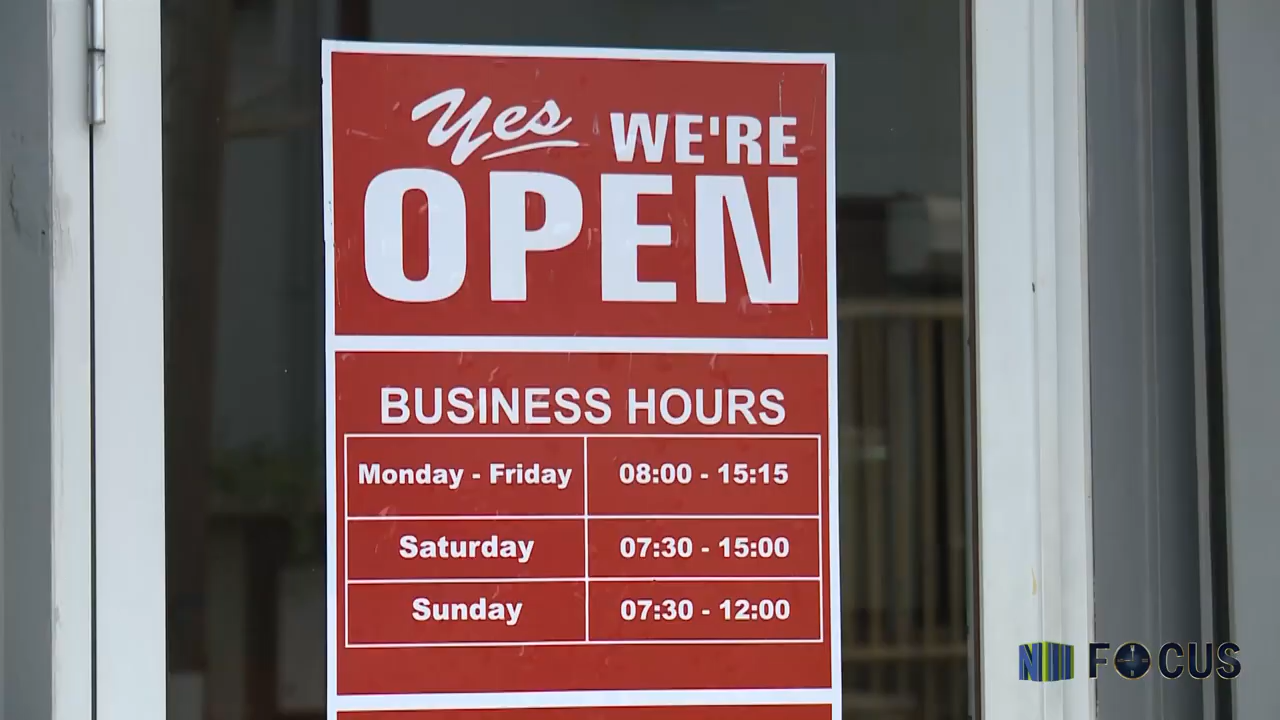 Yes WE'RE
OPEN
BUSINESS HOURS
Monday - Friday 08:00 - 15:15
Saturday 07:30 - 15:00
Sunday 07:30 - 12:00
FOCUS